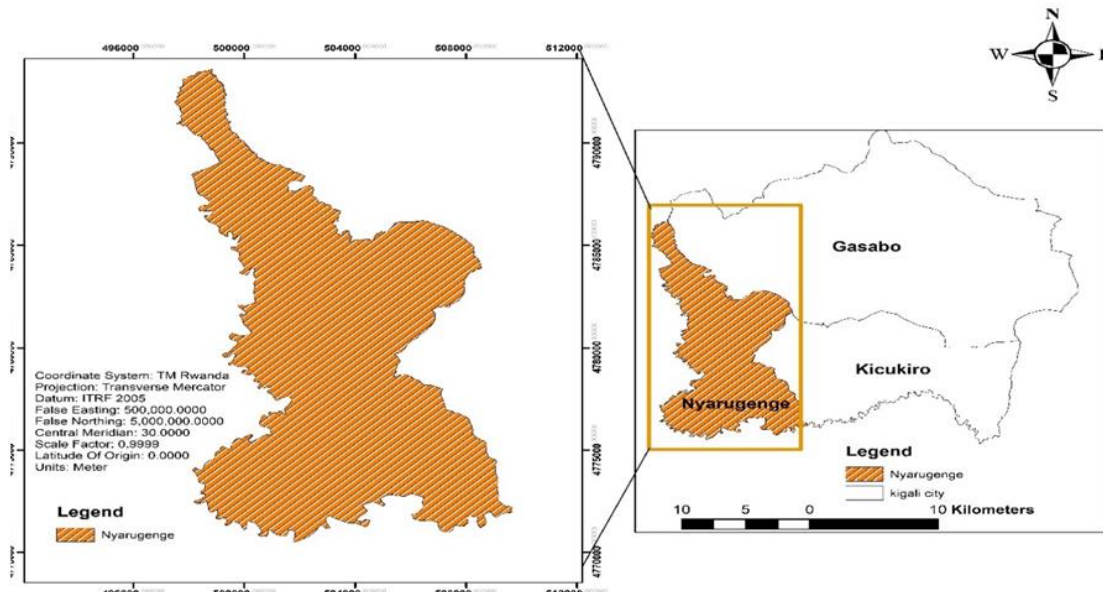 N
W
S
496000
500000
504000
508000
512000
4790000
4785000
4780000
4775000
4770000
Coordinate System: TM Rwanda
Projection: Transverse Mercator
Datum: ITRF 2005
False Easting: 500,000.0000
False Northing: 5,000,000.0000
Central Meridian: 30.0000
Scale Factor: 0.9999
Latitude Of Origin: 0.0000
Units: Meter
Legend
Nyarugenge
Gasabo
Kicukiro
Nyarugenge
Legend
Nyarugenge
kigali city
10 5 0 10 Kilometers